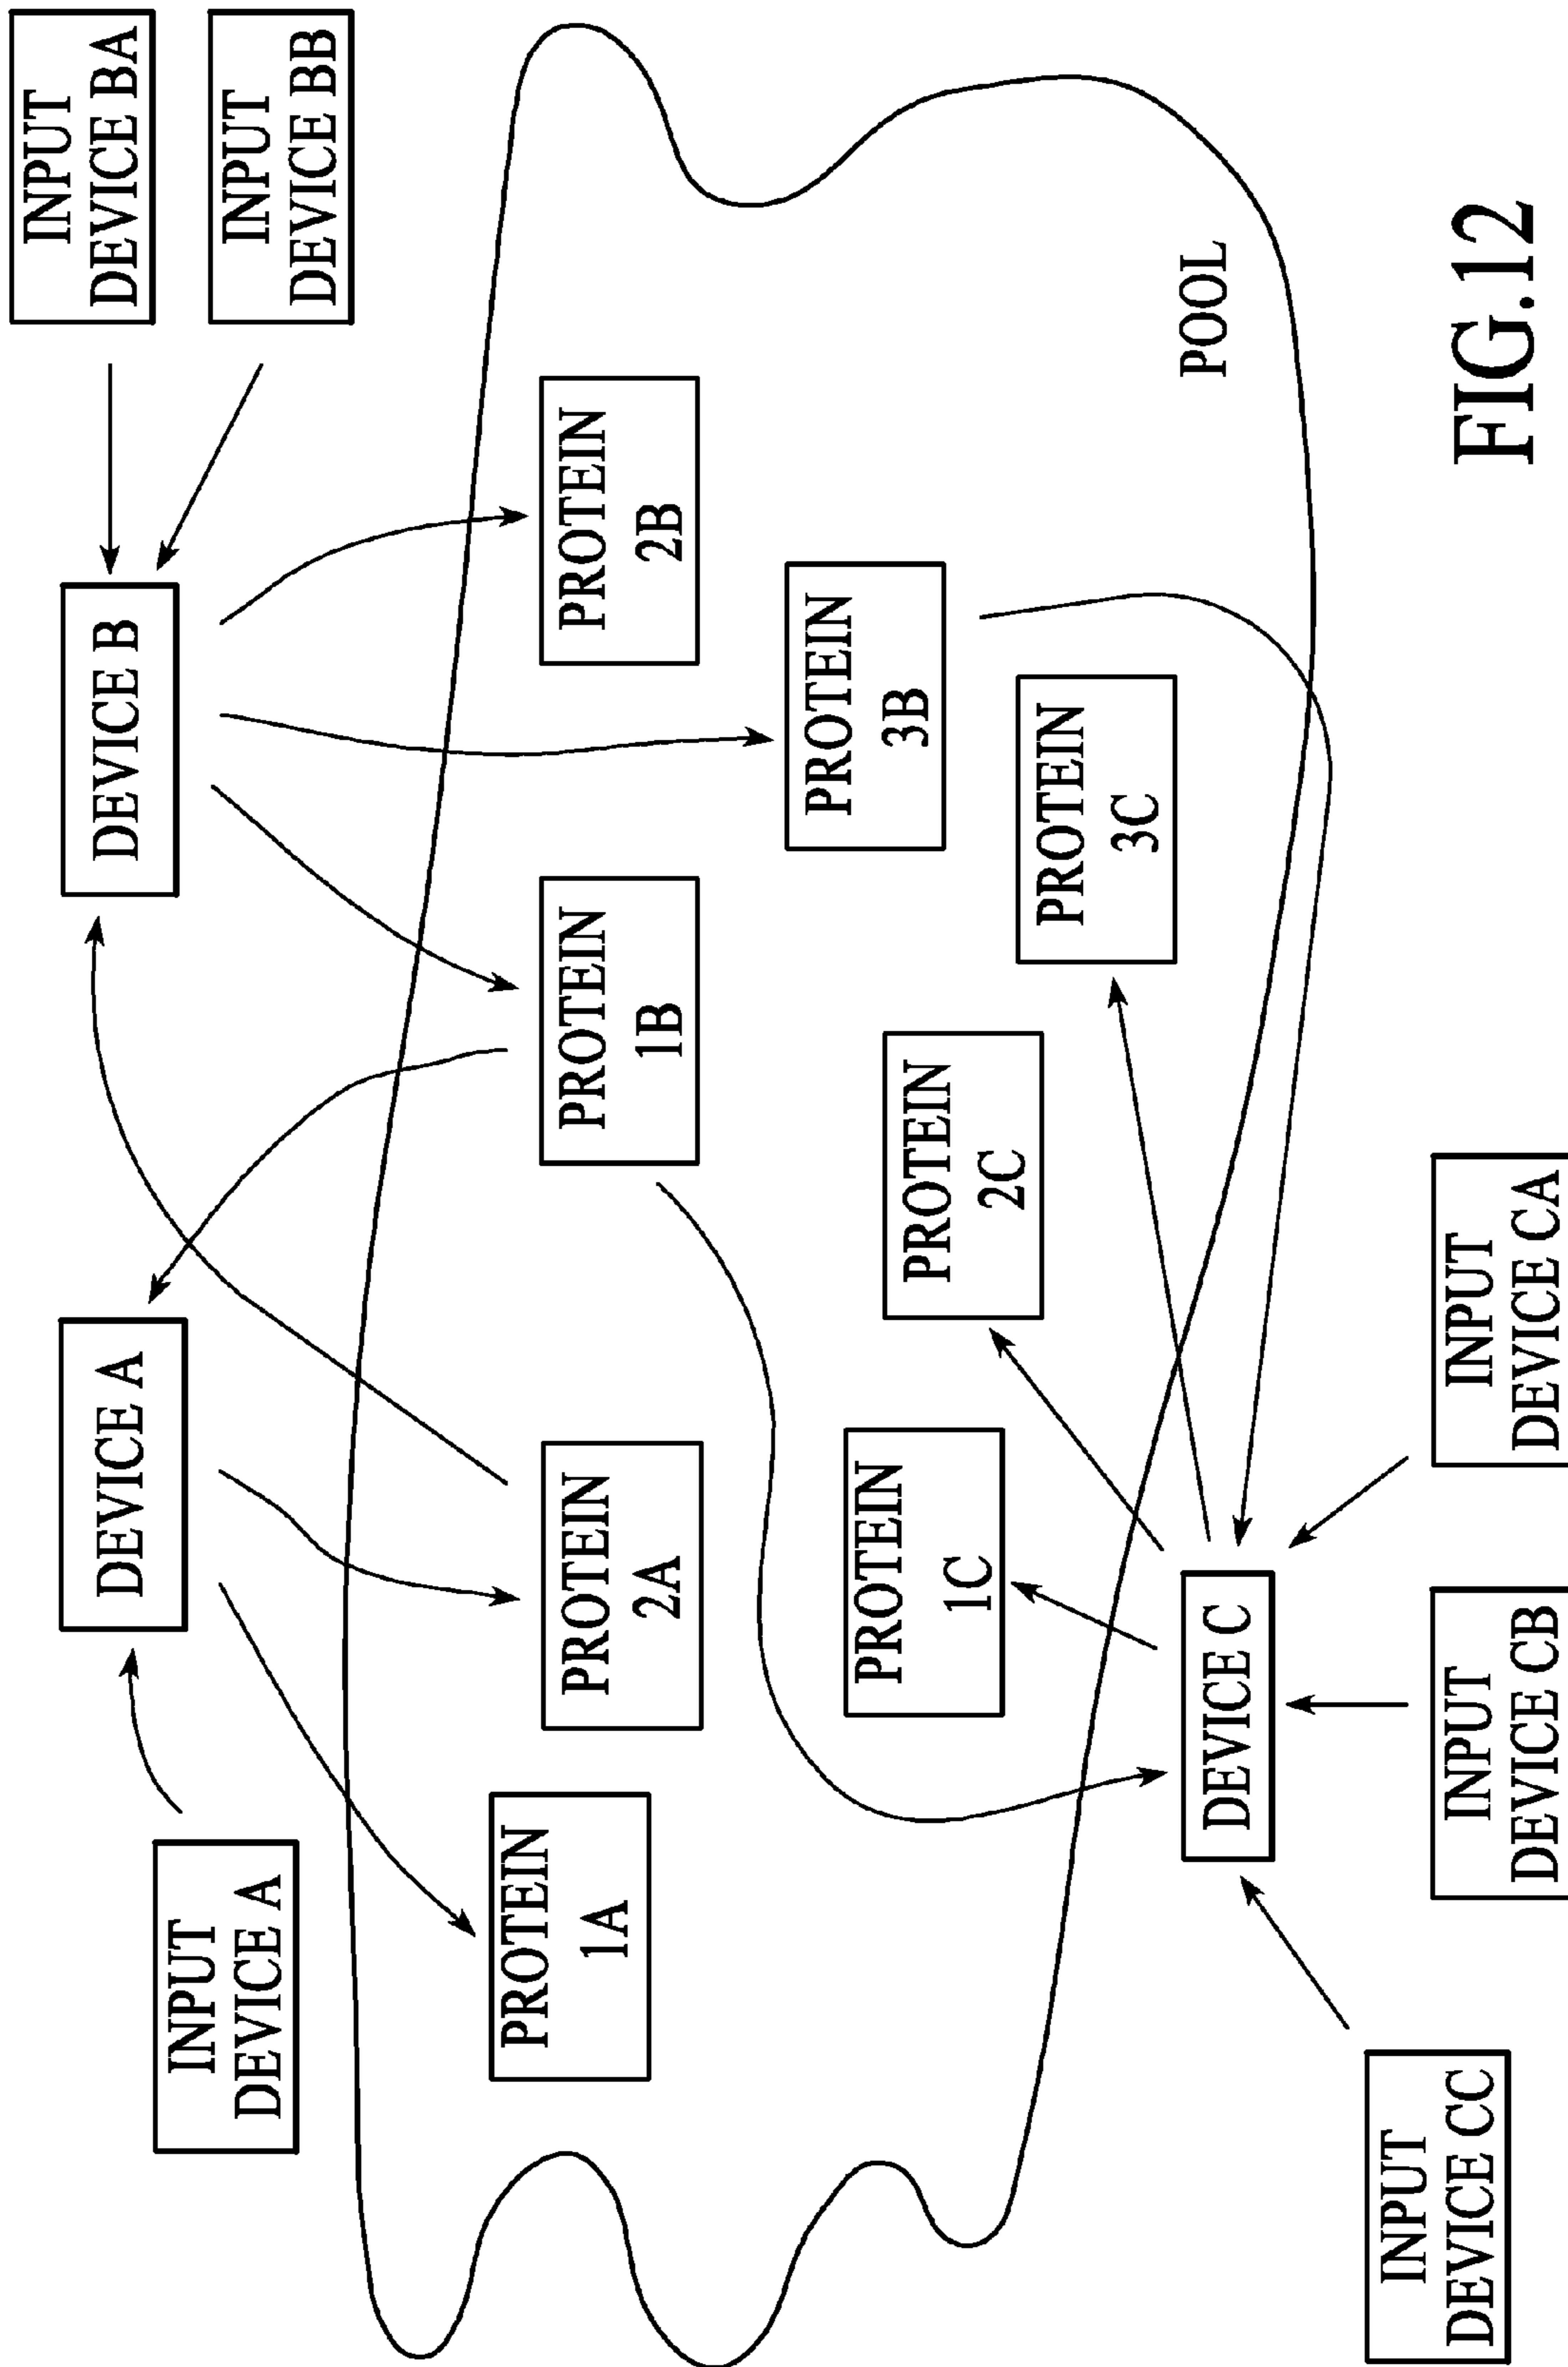 INPUT
DEVICE A
DEVICE A
DEVICE B
INPUT
DEVICE BA
INPUT
DEVICE BB
PROTEIN
1A
PROTEIN
2A
PROTEIN
1B
PROTEIN
2B
PROTEIN
3B
PROTEIN
1C
PROTEIN
2C
PROTEIN
3C
POOL
DEVICE C
INPUT
DEVICE CC
INPUT
DEVICE CB
INPUT
DEVICE CA
FIG.12